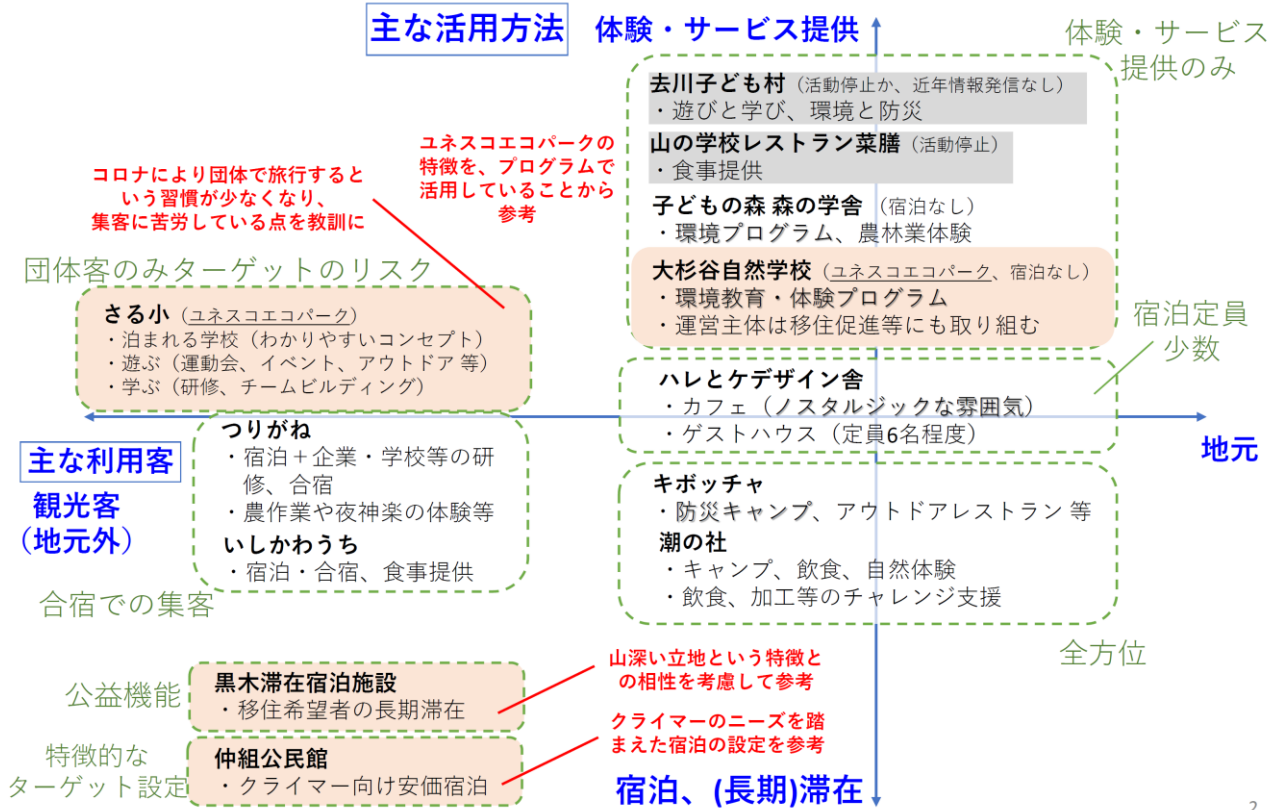 主な活用方法
体験・サービス提供
体験・サービス
提供のみ
去川子ども村（活動停止か、近年情報発信なし）
・遊びと学び、環境と防災
山の学校レストラン菜膳（活動停止）
・食事提供
子どもの森 森の学舎（宿泊なし）
・環境プログラム、農林業体験
大杉谷自然学校（ユネスコエコパーク、宿泊なし）
・環境教育・体験プログラム
・運営主体は移住促進等にも取り組む
ユネスコエコパークの
特徴を、プログラムで
活用していることから
参考
コロナにより団体で旅行すると
いう習慣が少なくなり、
集客に苦労している点を教訓に
団体客のみターゲットのリスク
さる小（ユネスコエコパーク）
・泊まれる学校（わかりやすいコンセプト）
・遊ぶ（運動会、イベント、アウトドア 等）
・学ぶ（研修、チームビルディング）
宿泊定員
少数
ハレとケデザイン舎
・カフェ（ノスタルジックな雰囲気）
・ゲストハウス（定員6名程度）
主な利用客
観光客
（地元外）
地元
つりがね
・宿泊＋企業・学校等の研
修、合宿
・農作業や夜神楽の体験等
いしかわうち
・宿泊・合宿、食事提供
合宿での集客
キボッチャ
・防災キャンプ、アウトドアレストラン 等
潮の社
・キャンプ、飲食、自然体験
・飲食、加工等のチャレンジ支援
全方位
公益機能
黒木滞在宿泊施設
・移住希望者の長期滞在
山深い立地という特徴と
の相性を考慮して参考
特徴的な
ターゲット設定
仲組公民館
・クライマー向け安価宿泊
クライマーのニーズを踏
まえた宿泊の設定を参考
宿泊、(長期)滞在
2